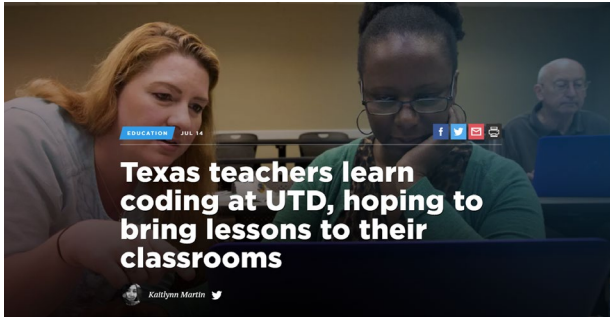 EDUCATION JUL 14
Texas teachers learn
coding at UTD, hoping to
bring lessons to their
classrooms
Kaitlynn Martin